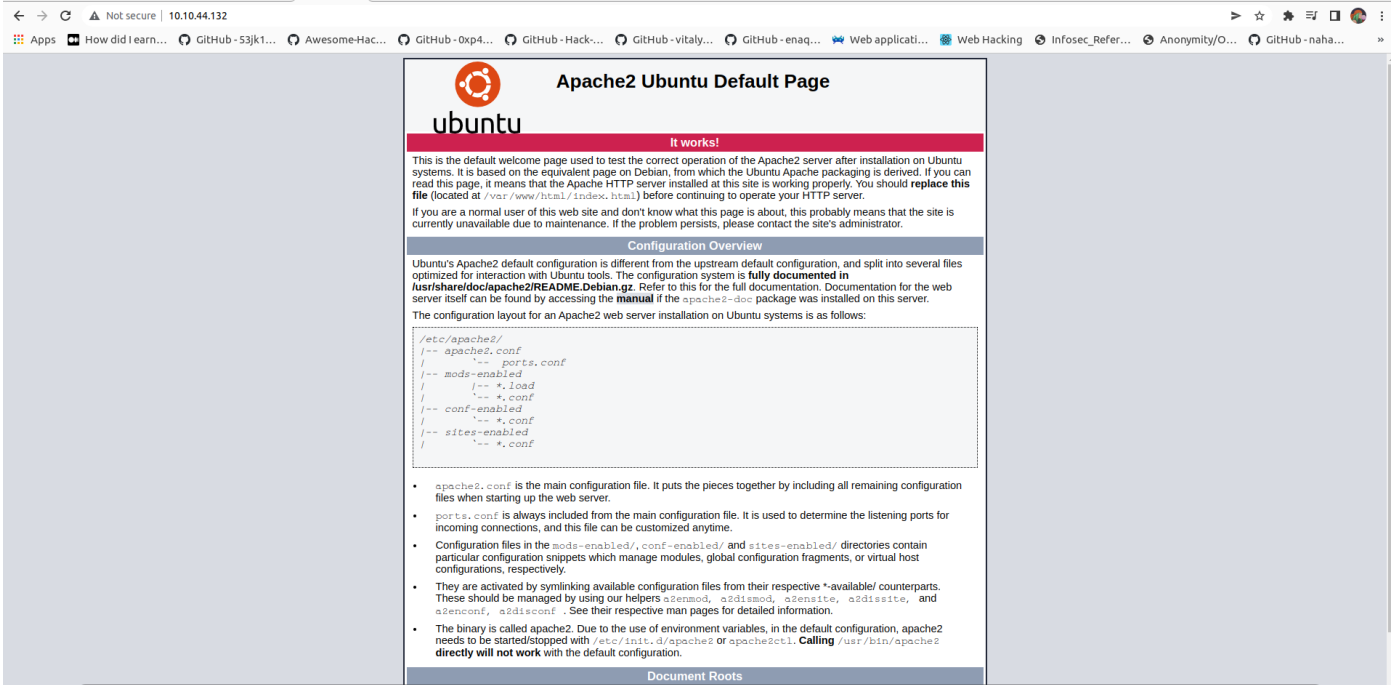 Not secure | 10.10.44.132
Apps How did I earn... GitHub - S3jk1... Awesome-Hac... GitHub - 0xp4... GitHub - Hack-... GitHub - vitaly... GitHub - enaq... Web applicati... Web Hacking Infosec_Refer... Anonymity/O... GitHub - naha... »
Apache2 Ubuntu Default Page
ubuntu
It works!
This is the default welcome page used to test the correct operation of the Apache2 server after installation on Ubuntu
systems. It is based on the equivalent page on Debian, from which the Ubuntu Apache packaging is derived. If you can
read this page, it means that the Apache HTTP server installed at this site is working properly. You should replace this
file (located at /var/www/html/index.html) before continuing to operate your HTTP server.
If you are a normal user of this web site and don't know what this page is about, this probably means that the site is
currently unavailable due to maintenance. If the problem persists, please contact the site's administrator.
Configuration Overview
Ubuntu's Apache2 default configuration is different from the upstream default configuration, and split into several files
optimized for interaction with Ubuntu tools. The configuration system is fully documented in
/usr/share/doc/apache2/README.Debian.gz. Refer to this for the full documentation. Documentation for the web
server itself can be found by accessing the manual if the apache2-doc package was installed on this server.
The configuration layout for an Apache2 web server installation on Ubuntu systems is as follows:
/etc/apache2/
|-- apache2.conf
|       `--  ports.conf
|-- mods-enabled
|       |-- *.load
|       `-- *.conf
|-- conf-enabled
|       `-- *.conf
|-- sites-enabled
|       `-- *.conf
• apache2.conf is the main configuration file. It puts the pieces together by including all remaining configuration
files when starting up the web server.
• ports.conf is always included from the main configuration file. It is used to determine the listening ports for
incoming connections, and this file can be customized anytime.
• Configuration files in the mods-enabled/, conf-enabled/ and sites-enabled/ directories contain
particular configuration snippets which manage modules, global configuration fragments, or virtual host
configurations, respectively.
• They are activated by symlinking available configuration files from their respective *-available/ counterparts.
These should be managed by using our helpers a2enmod, a2dismod, a2ensite, a2dissite, and
a2enconf, a2disconf . See their respective man pages for detailed information.
• The binary is called apache2. Due to the use of environment variables, in the default configuration, apache2
needs to be started/stopped with /etc/init.d/apache2 or apache2ctl. Calling /usr/bin/apache2
directly will not work with the default configuration.
Document Roots